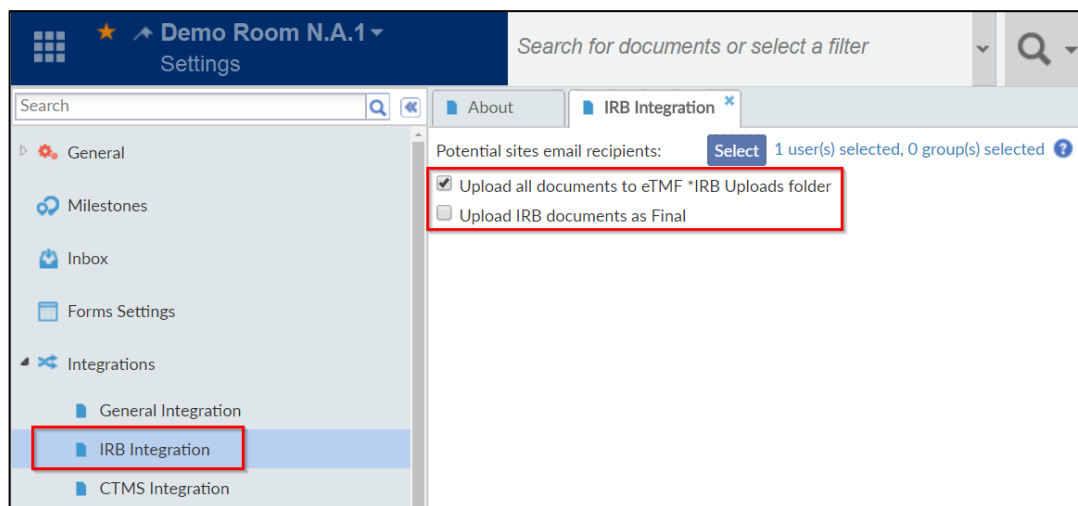 Demo Room N.A.1
Settings
Search for documents or select a filter
Search
About
IRB Integration
General
Milestones
Inbox
Forms Settings
Integrations
General Integration
IRB Integration
CTMS Integration
Potential sites email recipients: Select 1 user(s) selected, 0 group(s) selected ?
Upload all documents to eTMF *IRB Uploads folder
Upload IRB documents as Final